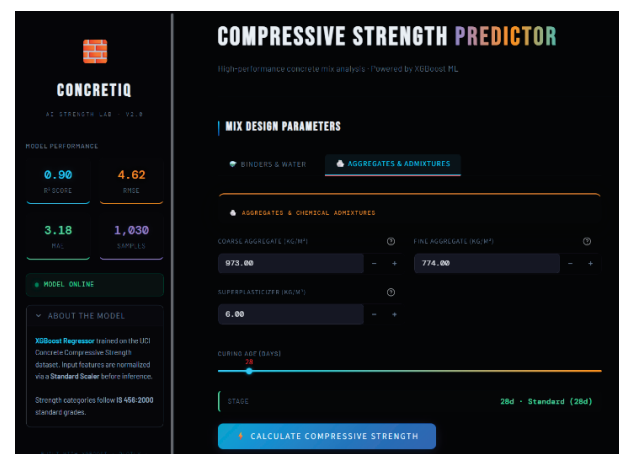 CONCRETIQ
AI STRENGTH LAB
MODEL PERFORMANCE
0.90
R² SCORE
4.62
RMSE
3.18
1,030
SAMPLES
MODEL ONLINE
ABOUT THE MODEL
XGBoost Regressor trained on the UCI
Concrete Compressive Strength
dataset. Input features are normalized
via a Standard Scaler before inference.
Strength categories follow IS 456:2000
standard grades.
COMPRESSIVE STRENGTH PREDICTOR
High-performance concrete mix analysis · Powered by XGBoost ML
MIX DESIGN PARAMETERS
BINDERS & WATER
AGGREGATES & ADMIXTURES
AGGREGATES & CHEMICAL ADMIXTURES
COARSE AGGREGATE (KG/M³)
FINE AGGREGATE (KG/M³)
973.00
774.00
SUPERPLASTICIZER (KG/M³)
6.00
CURING AGE (DAYS)
28
STAGE
28d · Standard (28d)
CALCULATE COMPRESSIVE STRENGTH